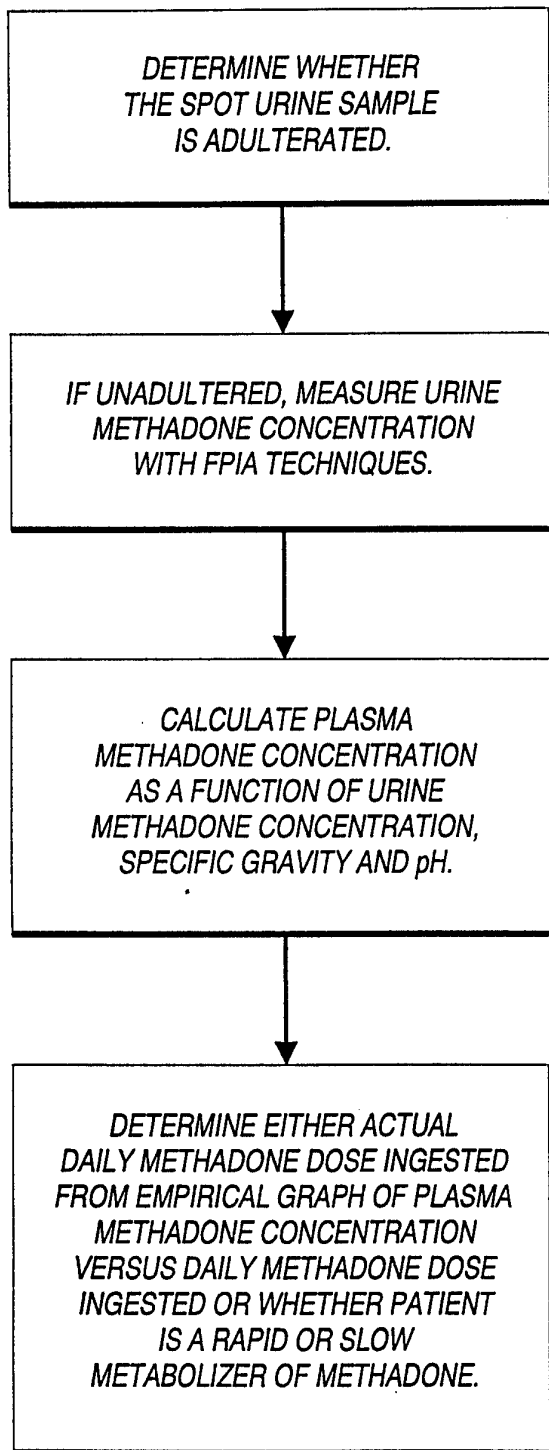 DETERMINE WHETHER
THE SPOT URINE SAMPLE
IS ADULTERATED.
IF UNADULTERED, MEASURE URINE
METHADONE CONCENTRATION
WITH FPIA TECHNIQUES.
CALCULATE PLASMA
METHADONE CONCENTRATION
AS A FUNCTION OF URINE
METHADONE CONCENTRATION,
SPECIFIC GRAVITY AND pH.
DETERMINE EITHER ACTUAL
DAILY METHADONE DOSE INGESTED
FROM EMPIRICAL GRAPH OF PLASMA
METHADONE CONCENTRATION
VERSUS DAILY METHADONE DOSE
INGESTED OR WHETHER PATIENT
IS A RAPID OR SLOW
METABOLIZER OF METHADONE.